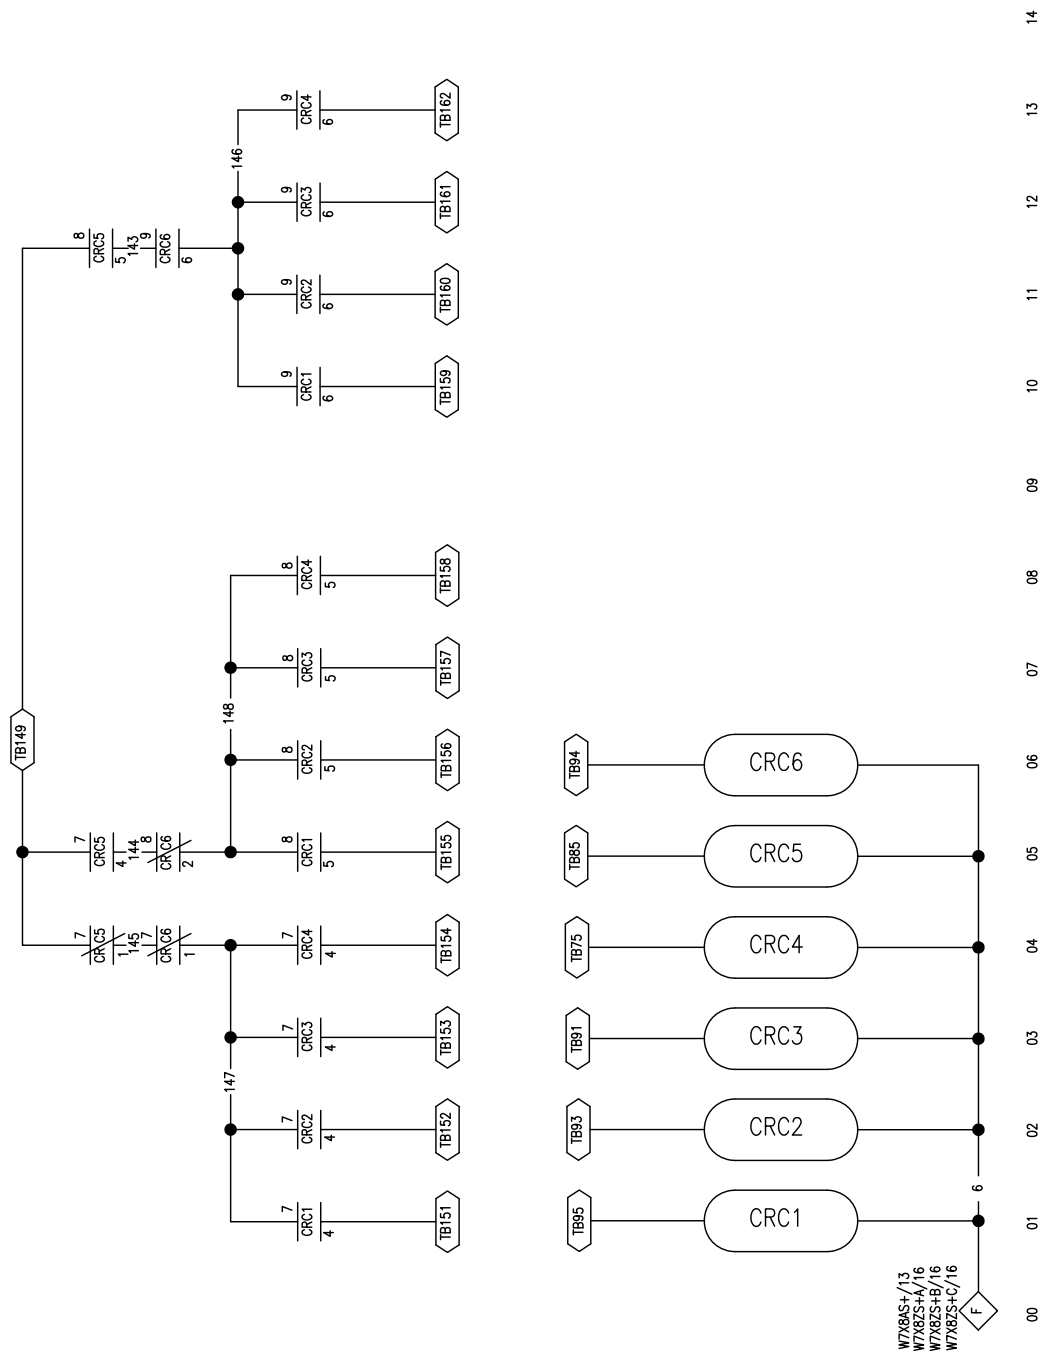 14
13
12
11
10
09
08
07
06
05
04
03
02
01
00
TB149
8
CRC5
5
143
9
CRC6
6
146
9
CRC4
6
TB162
9
CRC3
6
TB161
9
CRC2
6
TB160
9
CRC1
6
TB159
7
CRC5
4
144
8
CRC6
2
148
8
CRC4
5
TB158
8
CRC3
5
TB157
8
CRC2
5
TB156
8
CRC1
5
TB155
7
CRC5
1
145
7
CRC6
1
147
7
CRC4
4
TB154
7
CRC3
4
TB153
7
CRC2
4
TB152
7
CRC1
4
TB151
TB94
CRC6
TB85
CRC5
TB75
CRC4
TB91
CRC3
TB93
CRC2
TB95
CRC1
6
W7X8AS+/13
W7X8ZS+A/16
W7X8ZS+B/16
W7X8ZS+C/16
F